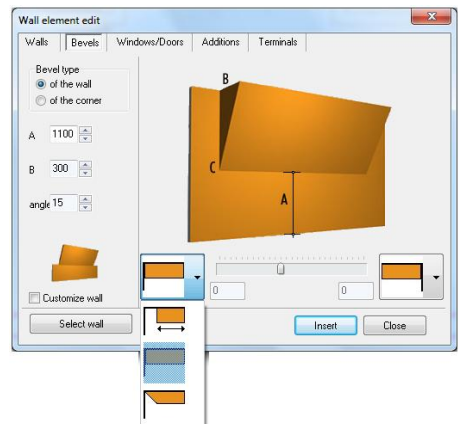 Wall element edit
Walls Bevels Windows/Doors Additions Terminals
Bevel type
of the wall
of the corner
A 1100
B 300
angle 15
Customize wall
Select wall
B
C
A
0 0
Insert Close